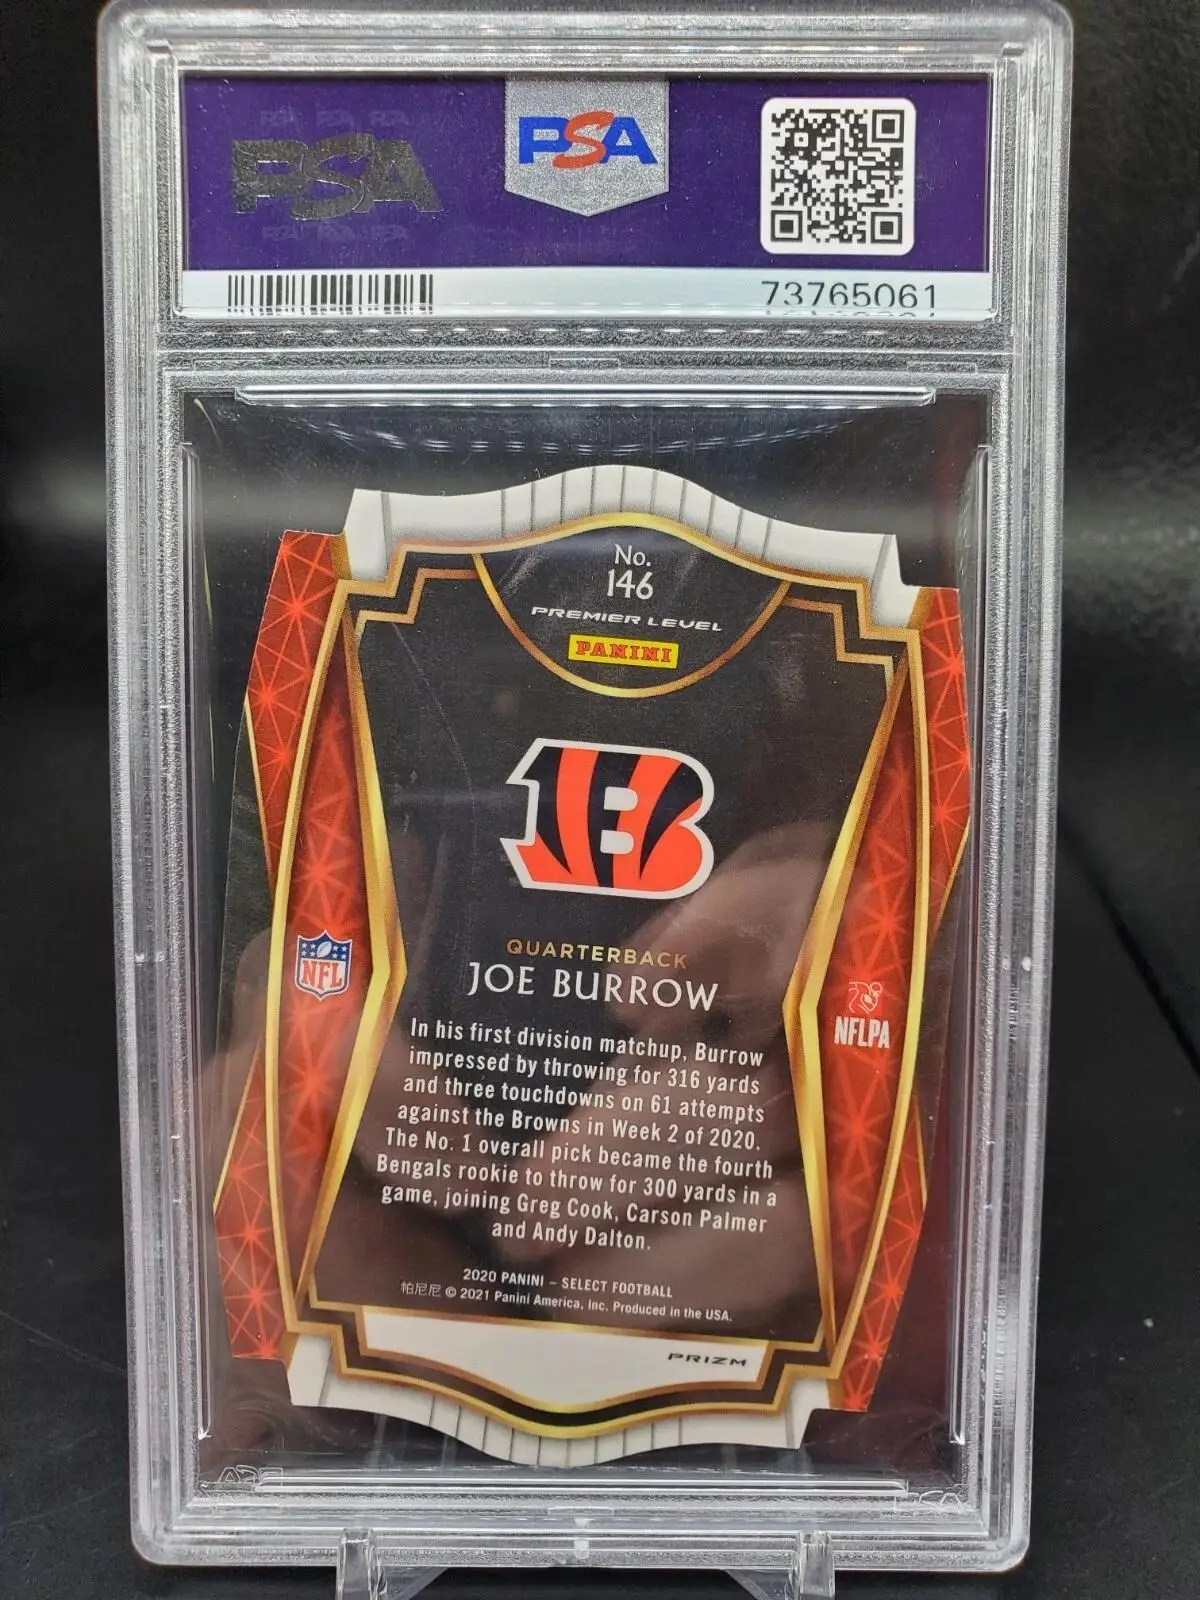 PSA
PSA
73765061
No.
146
PREMIER LEVEL
PANINI
B
QUARTERBACK
JOE BURROW
NFL
NFLPA
In his first division matchup, Burrow
impressed by throwing for 316 yards
and three touchdowns on 61 attempts
against the Browns in Week 2 of 2020.
The No. 1 overall pick became the fourth
Bengals rookie to throw for 300 yards in a
game, joining Greg Cook, Carson Palmer
and Andy Dalton.
2020 PANINI – SELECT FOOTBALL
帕尼尼 © 2021 Panini America, Inc. Produced in the USA.
PRIZM